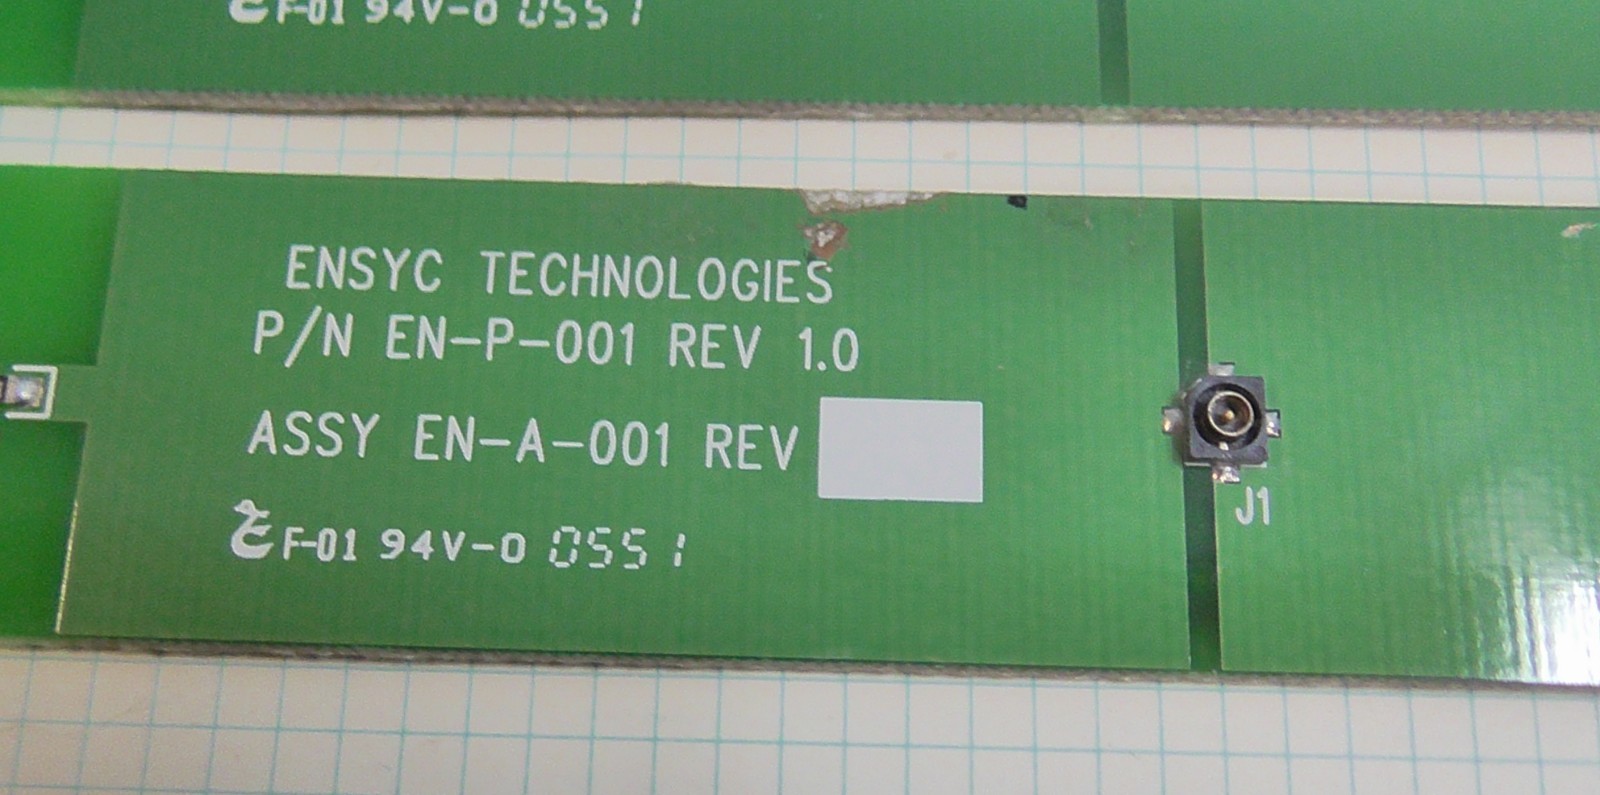 F-01 94V-0 0551
ENSYC TECHNOLOGIES
P/N EN-P-001 REV 1.0
ASSY EN-A-001 REV
J1
F-01 94V-0 0551